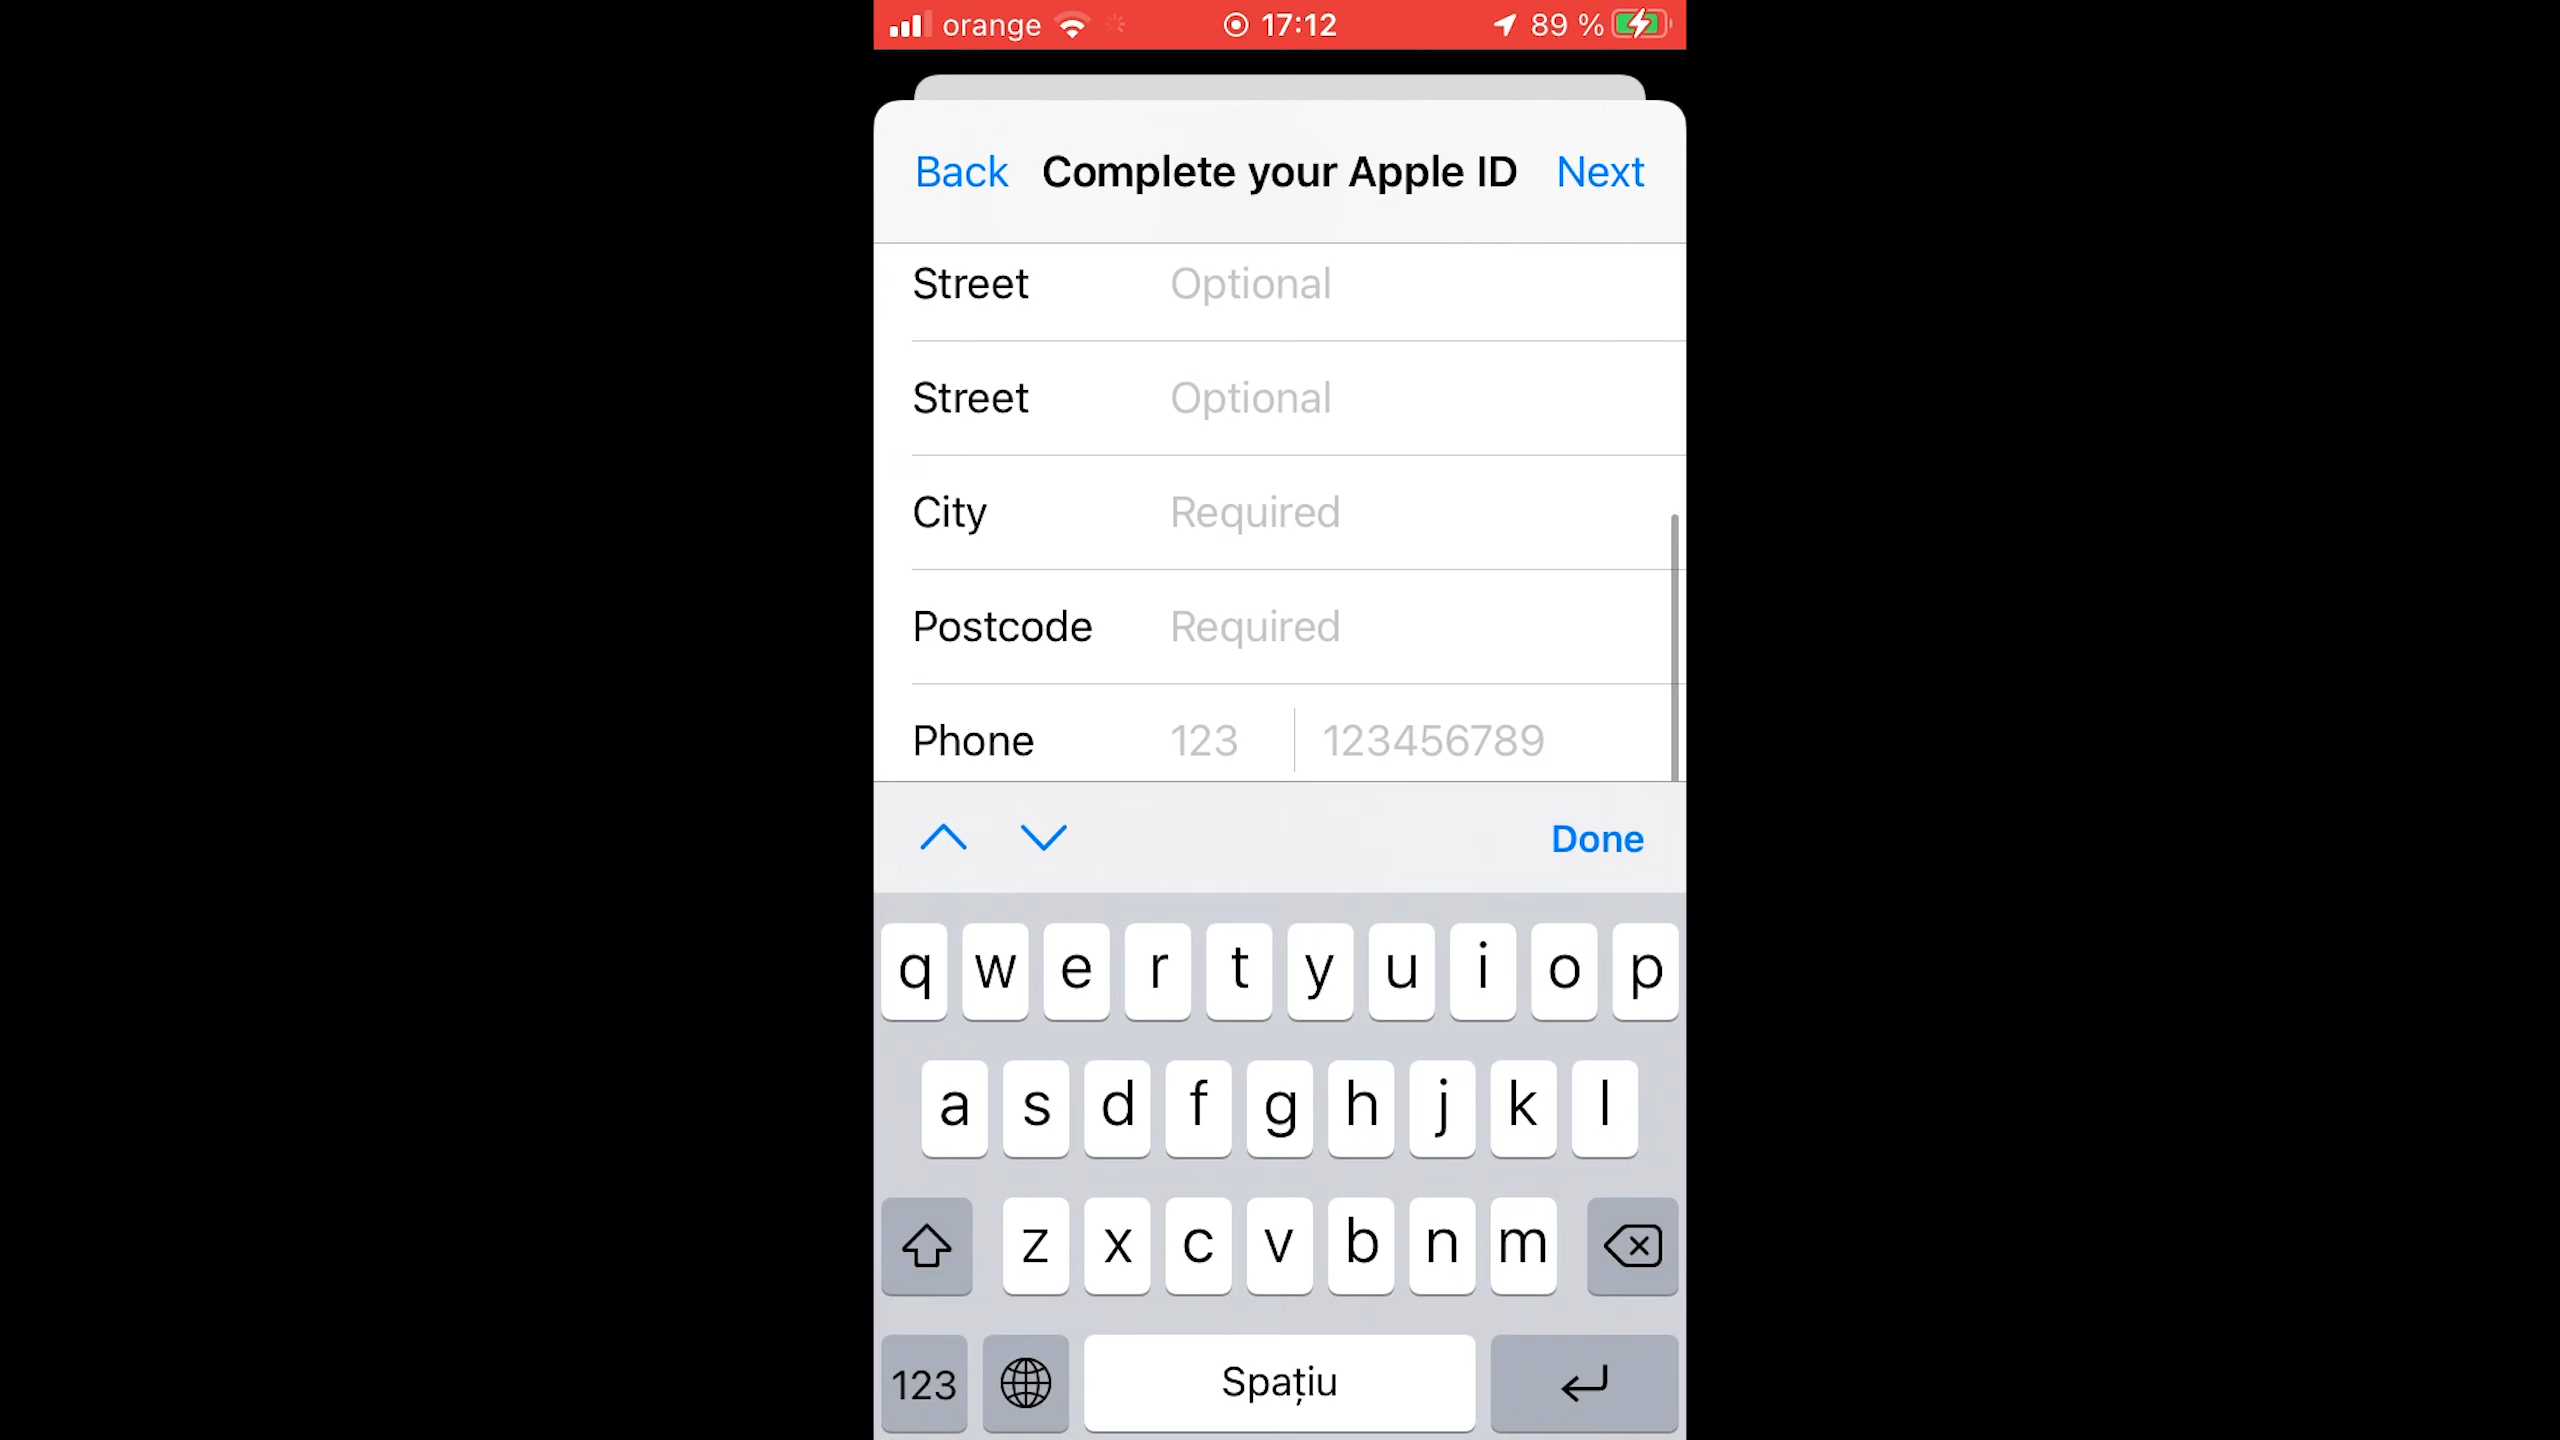 orange 17:12 89 %
Back Complete your Apple ID Next
Street Optional
Street Optional
City Required
Postcode Required
Phone 123 123456789
Done
q w e r t y u i o p
a s d f g h j k l
z x c v b n m
123 Spațiu